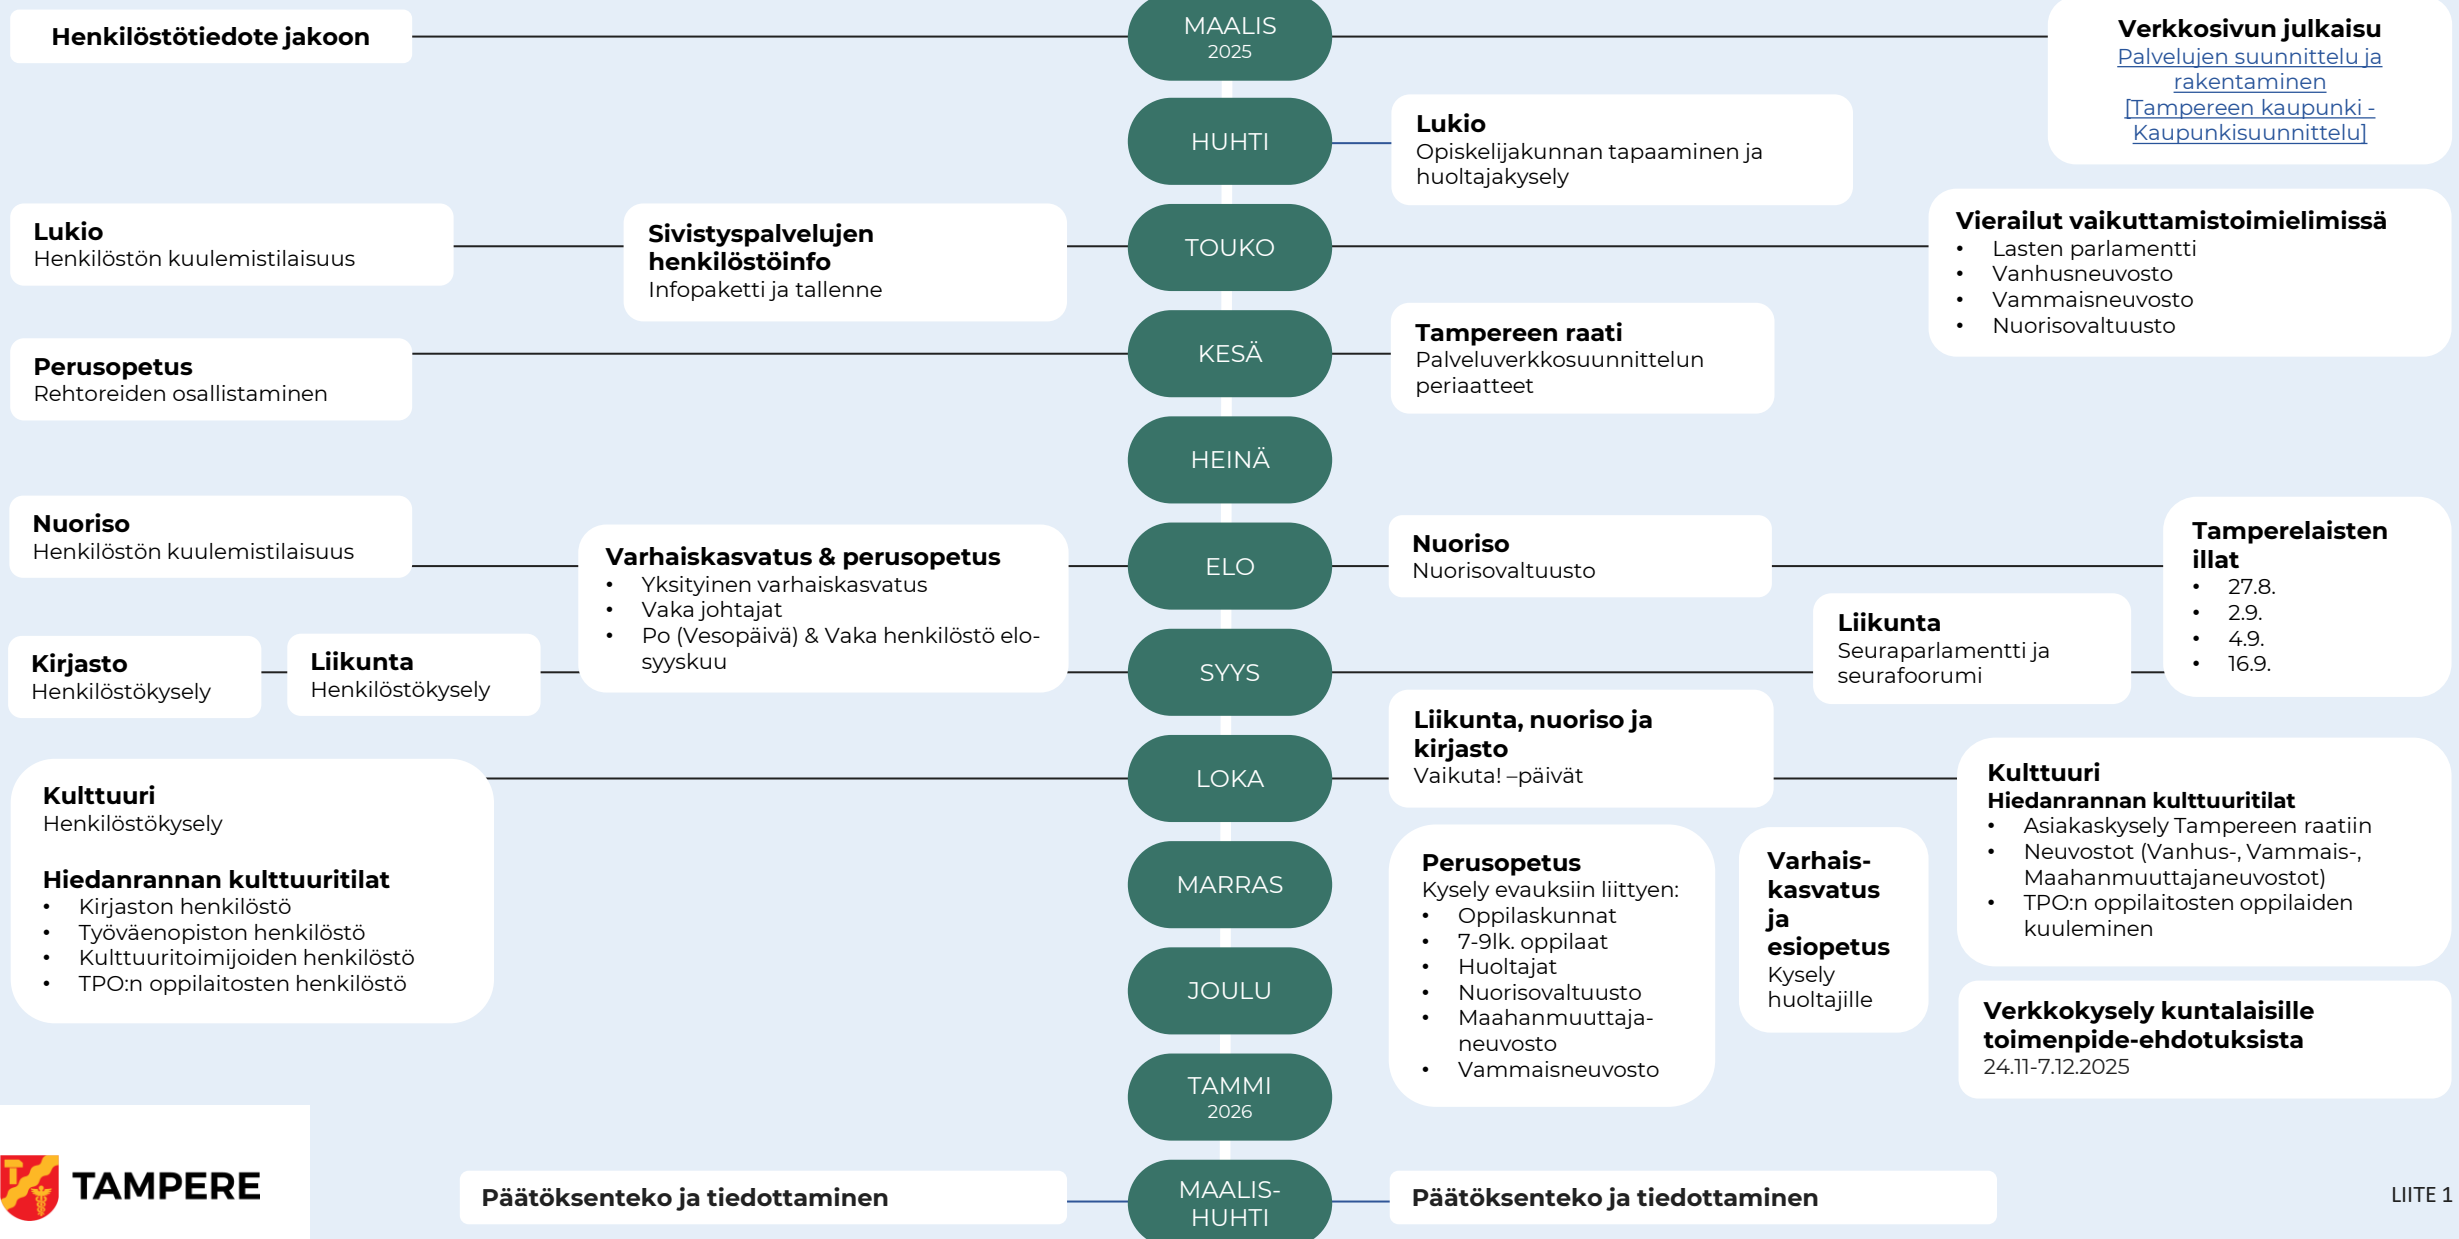 Henkilöstötiedote jakoon
MAALIS
2025
Verkkosivun julkaisu
Palvelujen suunnittelu ja
rakentaminen
[Tampereen kaupunki -
Kaupunkisuunnittelu]
HUHTI
Lukio
Opiskelijakunnan tapaaminen ja
huoltajakysely
Lukio
Henkilöstön kuulemistilaisuus
Sivistyspalvelujen
henkilöstöinfo
Infopaketti ja tallenne
TOUKO
Vierailut vaikuttamistoimielimissä
• Lasten parlamentti
• Vanhusneuvosto
• Vammaisneuvosto
• Nuorisovaltuusto
Perusopetus
Rehtoreiden osallistaminen
KESÄ
Tampereen raati
Palveluverkkosuunnittelun
periaatteet
HEINÄ
Nuoriso
Henkilöstön kuulemistilaisuus
Varhaiskasvatus & perusopetus
• Yksityinen varhaiskasvatus
• Vaka johtajat
• Po (Vesopäivä) & Vaka henkilöstö elo-
syyskuu
ELO
Nuoriso
Nuorisovaltuusto
Tamperelaisten
illat
• 27.8.
• 2.9.
• 4.9.
• 16.9.
Kirjasto
Henkilöstökysely
Liikunta
Henkilöstökysely
SYYS
Liikunta
Seuraparlamentti ja
seurafoorumi
Kulttuuri
Henkilöstökysely
Hiedanrannan kulttuuritilat
• Kirjaston henkilöstö
• Työväenopiston henkilöstö
• Kulttuuritoimijoiden henkilöstö
• TPO:n oppilaitosten henkilöstö
LOKA
Liikunta, nuoriso ja
kirjasto
Vaikuta! –päivät
Kulttuuri
Hiedanrannan kulttuuritilat
• Asiakaskysely Tampereen raatiin
• Neuvostot (Vanhus-, Vammais-,
Maahanmuuttajaneuvostot)
• TPO:n oppilaitosten oppilaiden
kuuleminen
MARRAS
Perusopetus
Kysely evauksiin liittyen:
• Oppilaskunnat
• 7-9lk. oppilaat
• Huoltajat
• Nuorisovaltuusto
• Maahanmuuttaja-
neuvosto
• Vammaisneuvosto
Varhais-
kasvatus
ja
esiopetus
Kysely
huoltajille
JOULU
Verkkokysely kuntalaisille
toimenpide-ehdotuksista
24.11-7.12.2025
TAMMI
2026
TAMPERE
Päätöksenteko ja tiedottaminen
MAALIS-
HUHTI
Päätöksenteko ja tiedottaminen
LIITE 1